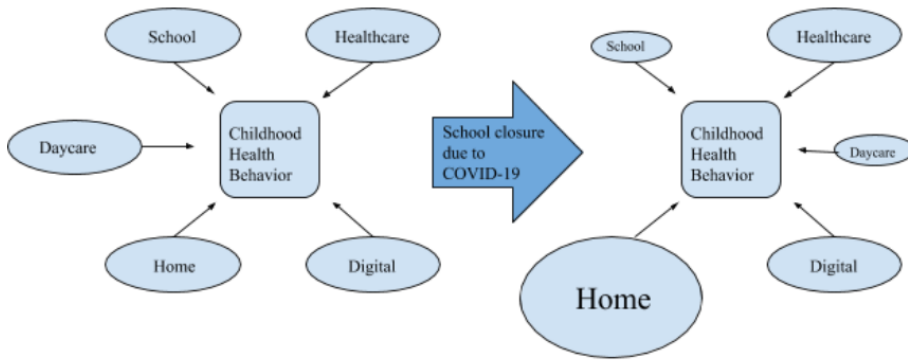 School
Healthcare
Daycare
Childhood
Health
Behavior
Home
Digital
School closure
due to
COVID-19
School
Healthcare
Childhood
Health
Behavior
Daycare
Home
Digital